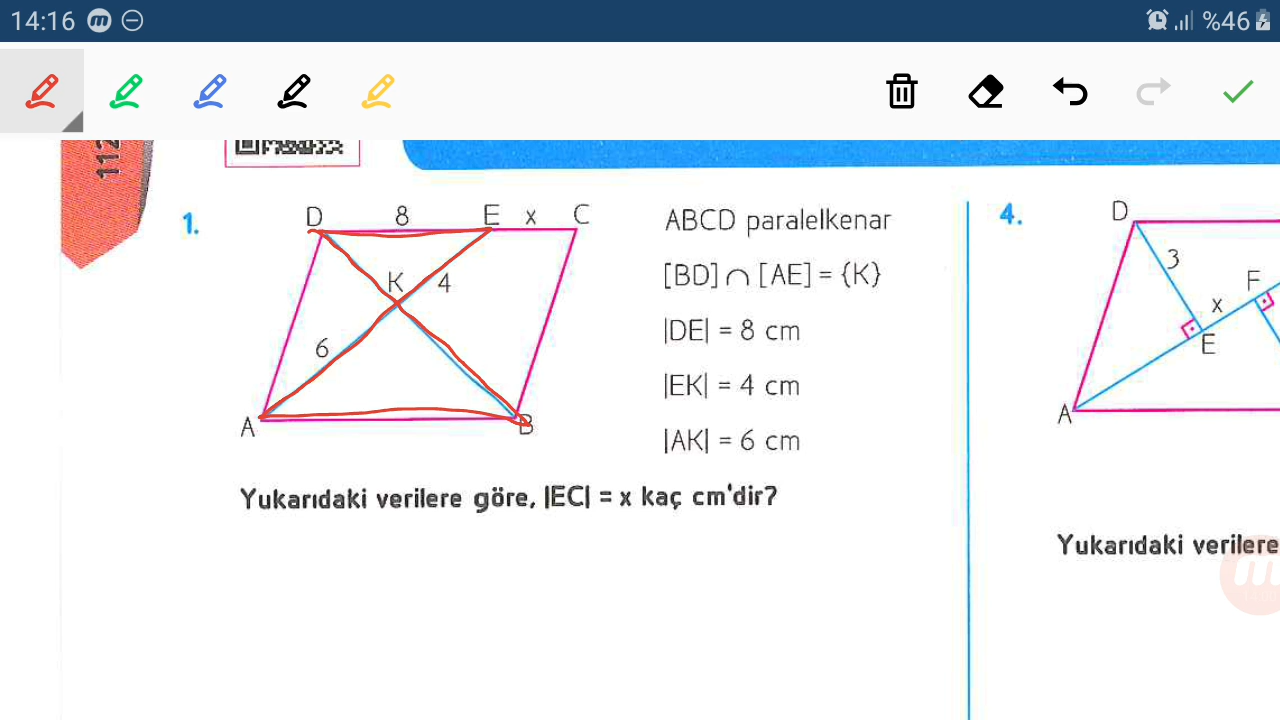 14:16 %46
112
1.
D 8 E x C
K 4
6
A B
ABCD paralelkenar
[BD] ∩ [AE] = {K}
|DE| = 8 cm
|EK| = 4 cm
|AK| = 6 cm
Yukarıdaki verilere göre, |EC| = x kaç cm'dir?
4.
D
3
F
x
E
A
Yukarıdaki verilere